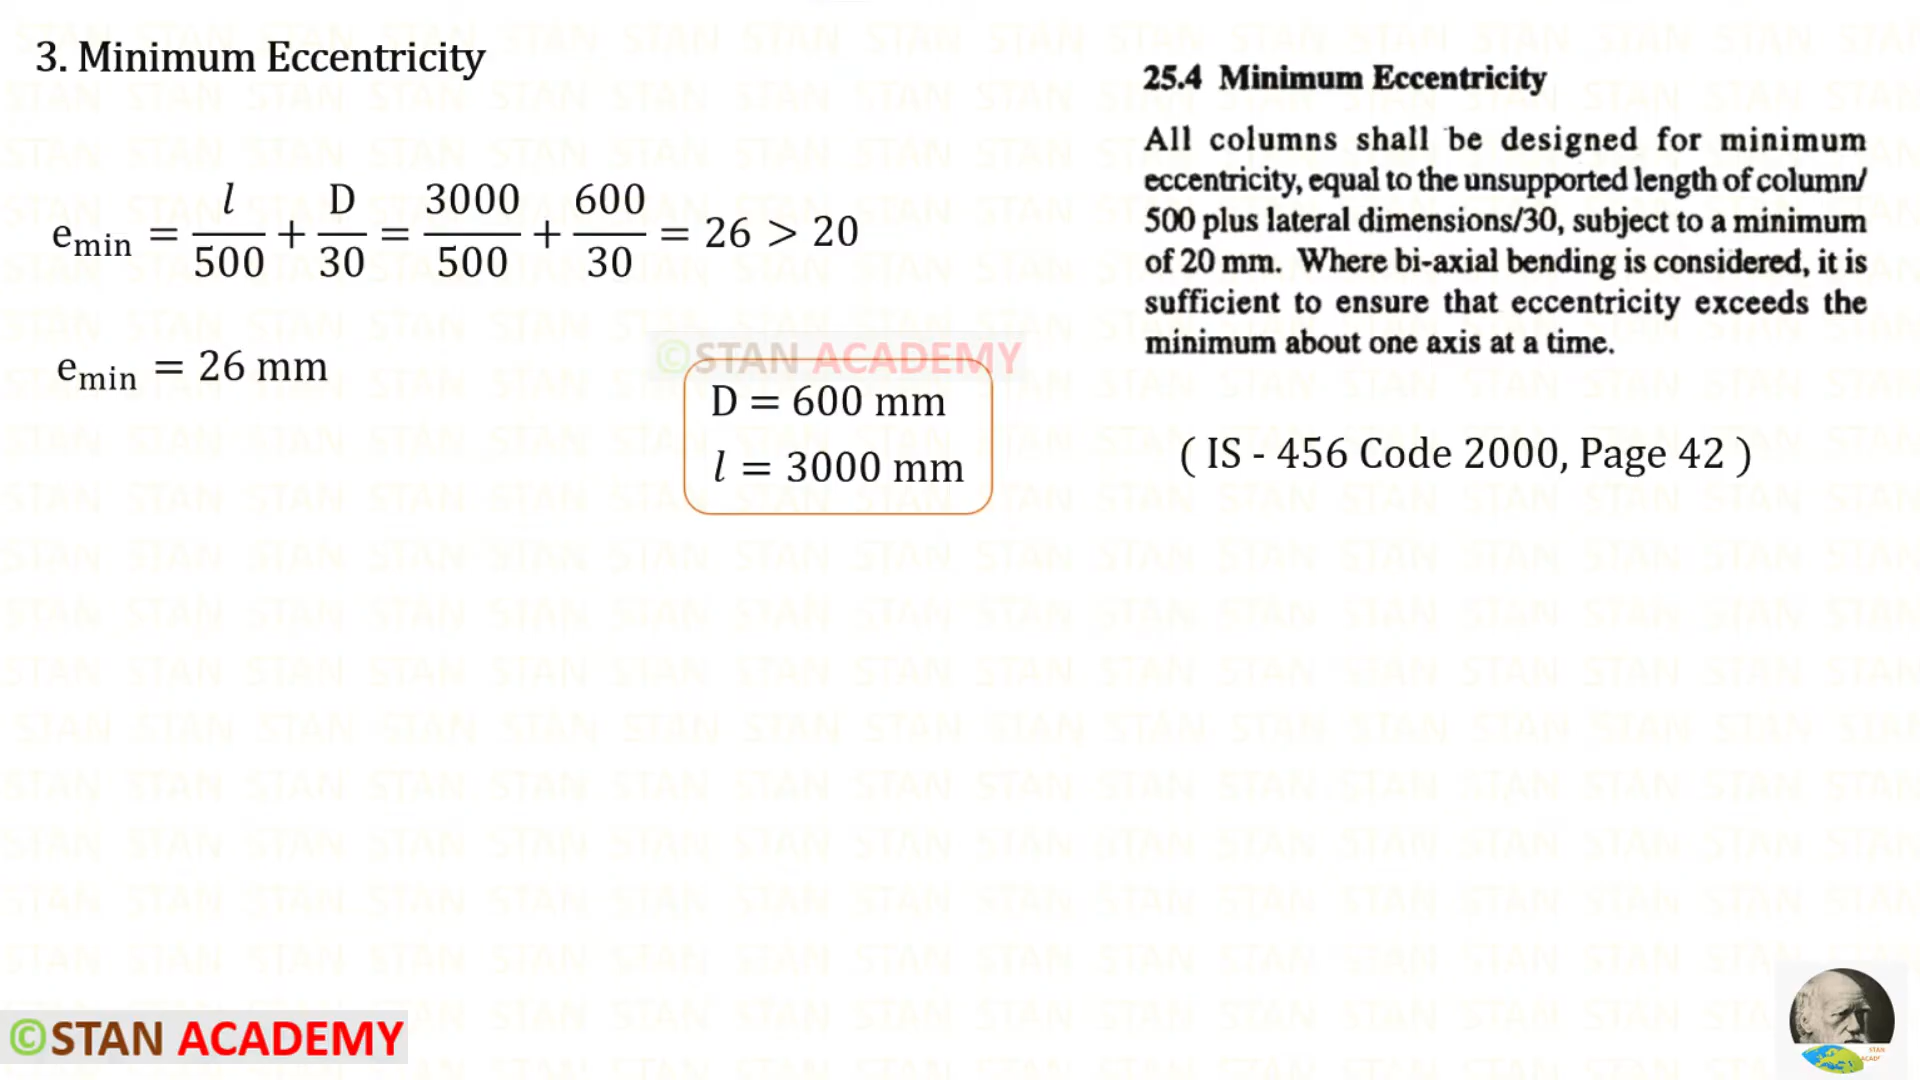 3. Minimum Eccentricity
e_min = l/500 + D/30 = 3000/500 + 600/30 = 26 > 20
e_min = 26 mm
©STAN ACADEMY
D = 600 mm
l = 3000 mm
25.4 Minimum Eccentricity
All columns shall be designed for minimum
eccentricity, equal to the unsupported length of column/
500 plus lateral dimensions/30, subject to a minimum
of 20 mm. Where bi-axial bending is considered, it is
sufficient to ensure that eccentricity exceeds the
minimum about one axis at a time.
( IS - 456 Code 2000, Page 42 )
©STAN ACADEMY